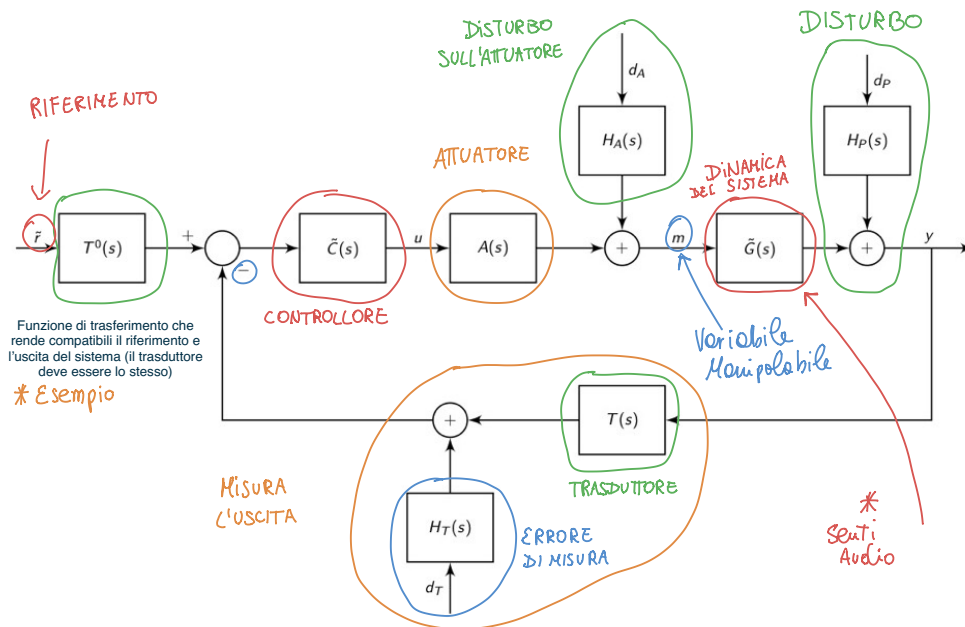 DISTURBO
SULL'ATTUATORE
DISTURBO
d_A
d_P
RIFERIMENTO
H_A(s)
H_P(s)
ATTUATORE
DINAMICA
DEL SISTEMA
r̃
T⁰(s)
+
−
C̃(s)
u
A(s)
+
m
G̃(s)
+
y
CONTROLLORE
Funzione di trasferimento che
rende compatibili il riferimento e
l'uscita del sistema (il trasduttore
deve essere lo stesso)
* Esempio
Variabile
Manipolabile
+
T(s)
TRASDUTTORE
MISURA
L'USCITA
H_T(s)
ERRORE
DI MISURA
d_T
*
Senti
Audio